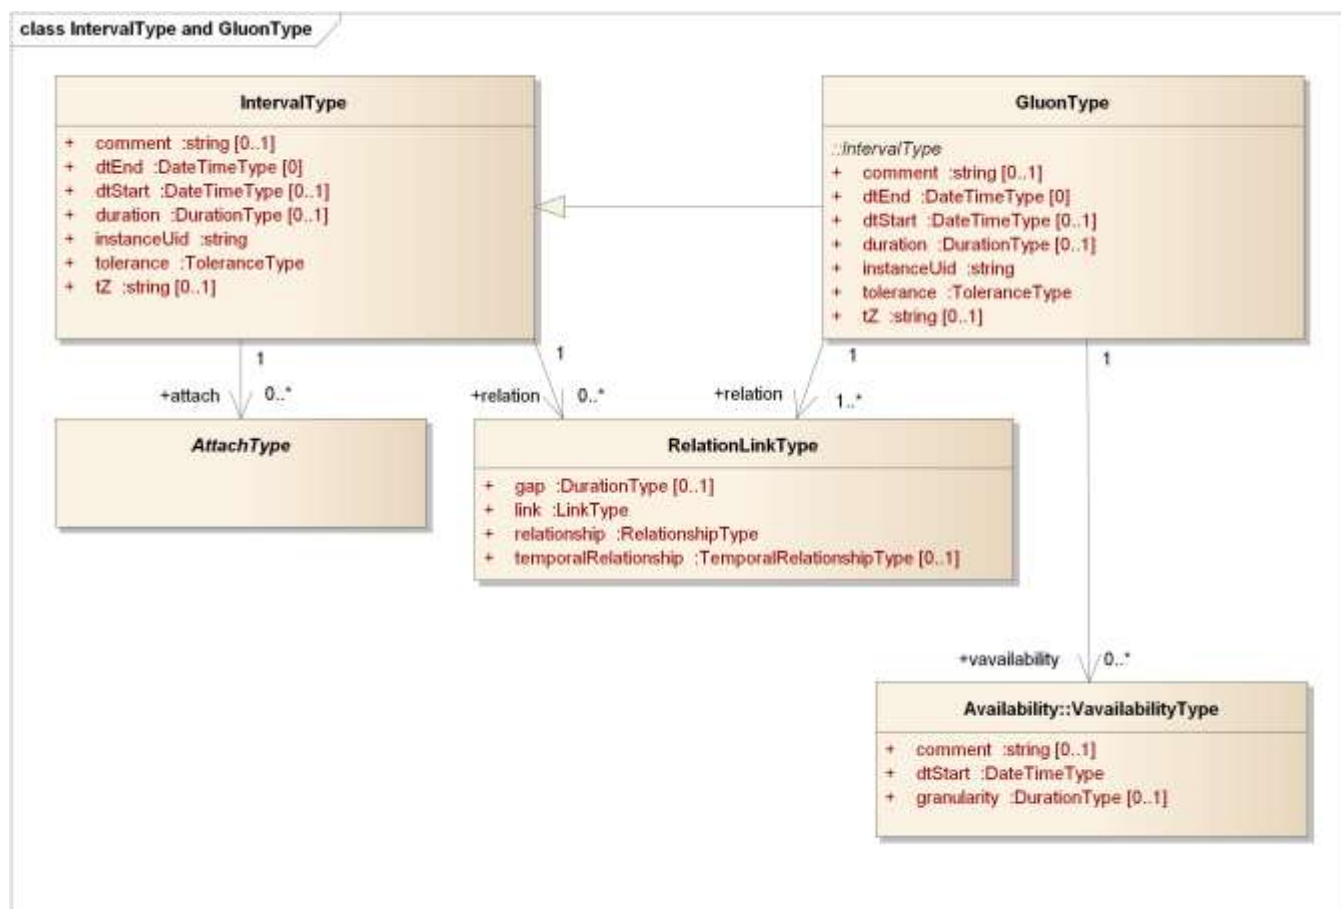 class IntervalType and GluonType
IntervalType
+ comment :string [0..1]
+ dtEnd :DateTimeType [0]
+ dtStart :DateTimeType [0..1]
+ duration :DurationType [0..1]
+ instanceUid :string
+ tolerance :ToleranceType
+ tZ :string [0..1]
GluonType
::IntervalType
+ comment :string [0..1]
+ dtEnd :DateTimeType [0]
+ dtStart :DateTimeType [0..1]
+ duration :DurationType [0..1]
+ instanceUid :string
+ tolerance :ToleranceType
+ tZ :string [0..1]
1
1
1
1
+attach 0..*
+relation 0..*
+relation 1..*
AttachType
RelationLinkType
+ gap :DurationType [0..1]
+ link :LinkType
+ relationship :RelationshipType
+ temporalRelationship :TemporalRelationshipType [0..1]
+vavailability 0..*
Availability::VavailabilityType
+ comment :string [0..1]
+ dtStart :DateTimeType
+ granularity :DurationType [0..1]